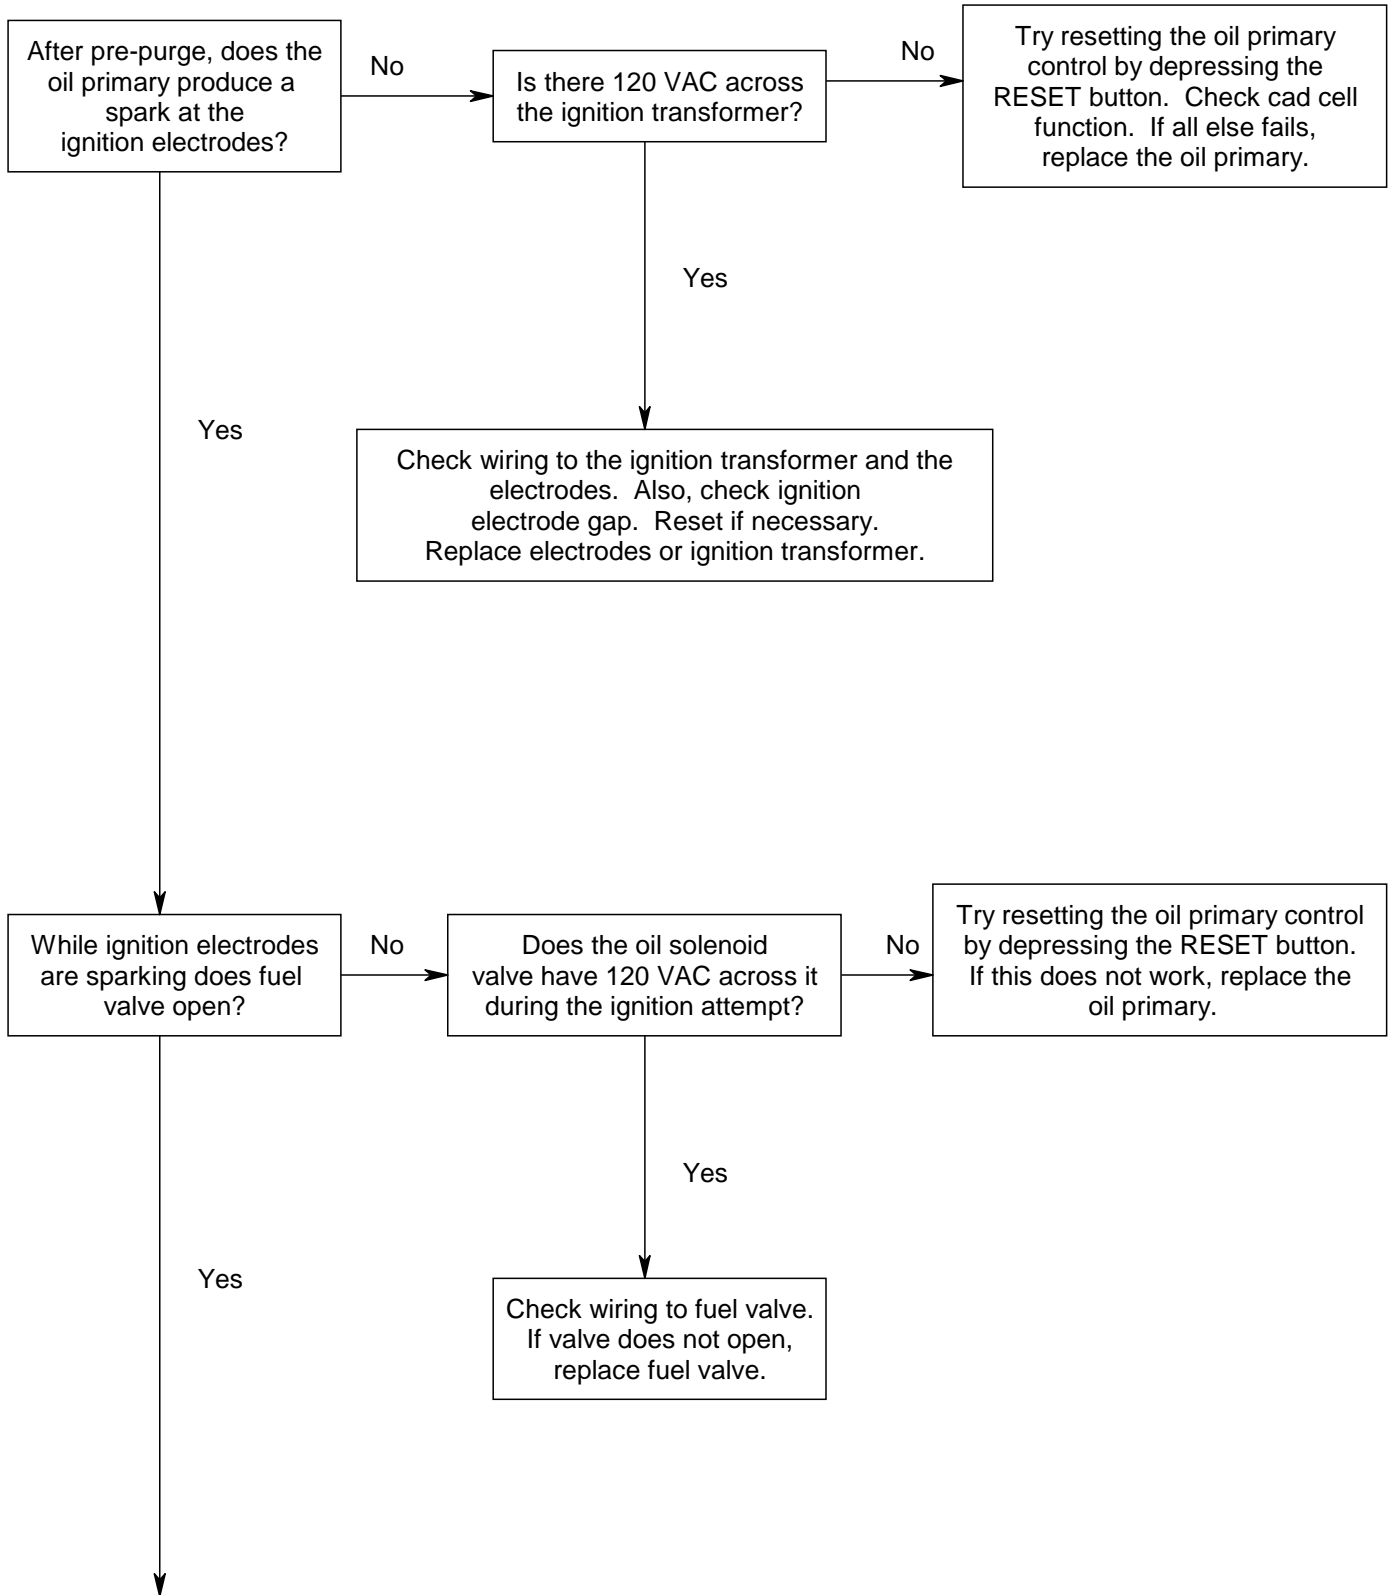 After pre-purge, does the
oil primary produce a
spark at the
ignition electrodes?
No
Is there 120 VAC across
the ignition transformer?
No
Try resetting the oil primary
control by depressing the
RESET button.  Check cad cell
function.  If all else fails,
replace the oil primary.
Yes
Yes
Check wiring to the ignition transformer and the
electrodes.  Also, check ignition
electrode gap.  Reset if necessary.
Replace electrodes or ignition transformer.
While ignition electrodes
are sparking does fuel
valve open?
No
Does the oil solenoid
valve have 120 VAC across it
during the ignition attempt?
No
Try resetting the oil primary control
by depressing the RESET button.
If this does not work, replace the
oil primary.
Yes
Yes
Check wiring to fuel valve.
If valve does not open,
replace fuel valve.